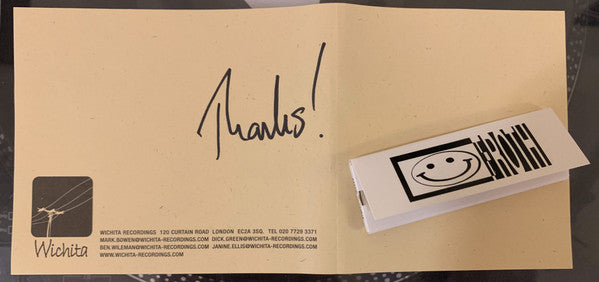 Thanks!
Wichita
WICHITA RECORDINGS 120 CURTAIN ROAD LONDON EC2A 3SQ. TEL 020 7729 3371
MARK.BOWEN@WICHITA-RECORDINGS.COM DICK.GREEN@WICHITA-RECORDINGS.COM
BEN.WILEMAN@WICHITA-RECORDINGS.COM JANINE.ELLIS@WICHITA-RECORDINGS.COM
WWW.WICHITA-RECORDINGS.COM